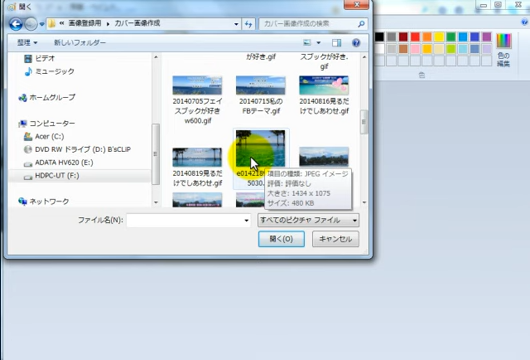 開く
画像登録用 ▸ カバー画像作成
カバー画像作成の検索
整理
新しいフォルダー
ビデオ
ミュージック
ホームグループ
コンピューター
Acer (C:)
DVD RW ドライブ (D:) B'sCLiP
ADATA HV620 (E:)
HDPC-UT (F:)
ネットワーク
が好き.gif
スブックが好き.gif
20140705フェイスブックが好きw600.gif
20140715私のFBテーマ.gif
20140816見るだけでしあわせ.gif
20140819見るだけでしあわせ.gif
5030.
項目の種類: JPEG イメージ
評価: 評価なし
大きさ: 1434 x 1075
サイズ: 480 KB
ファイル名(N):
すべてのピクチャ ファイル
開く(O)
キャンセル
色
色の
編集